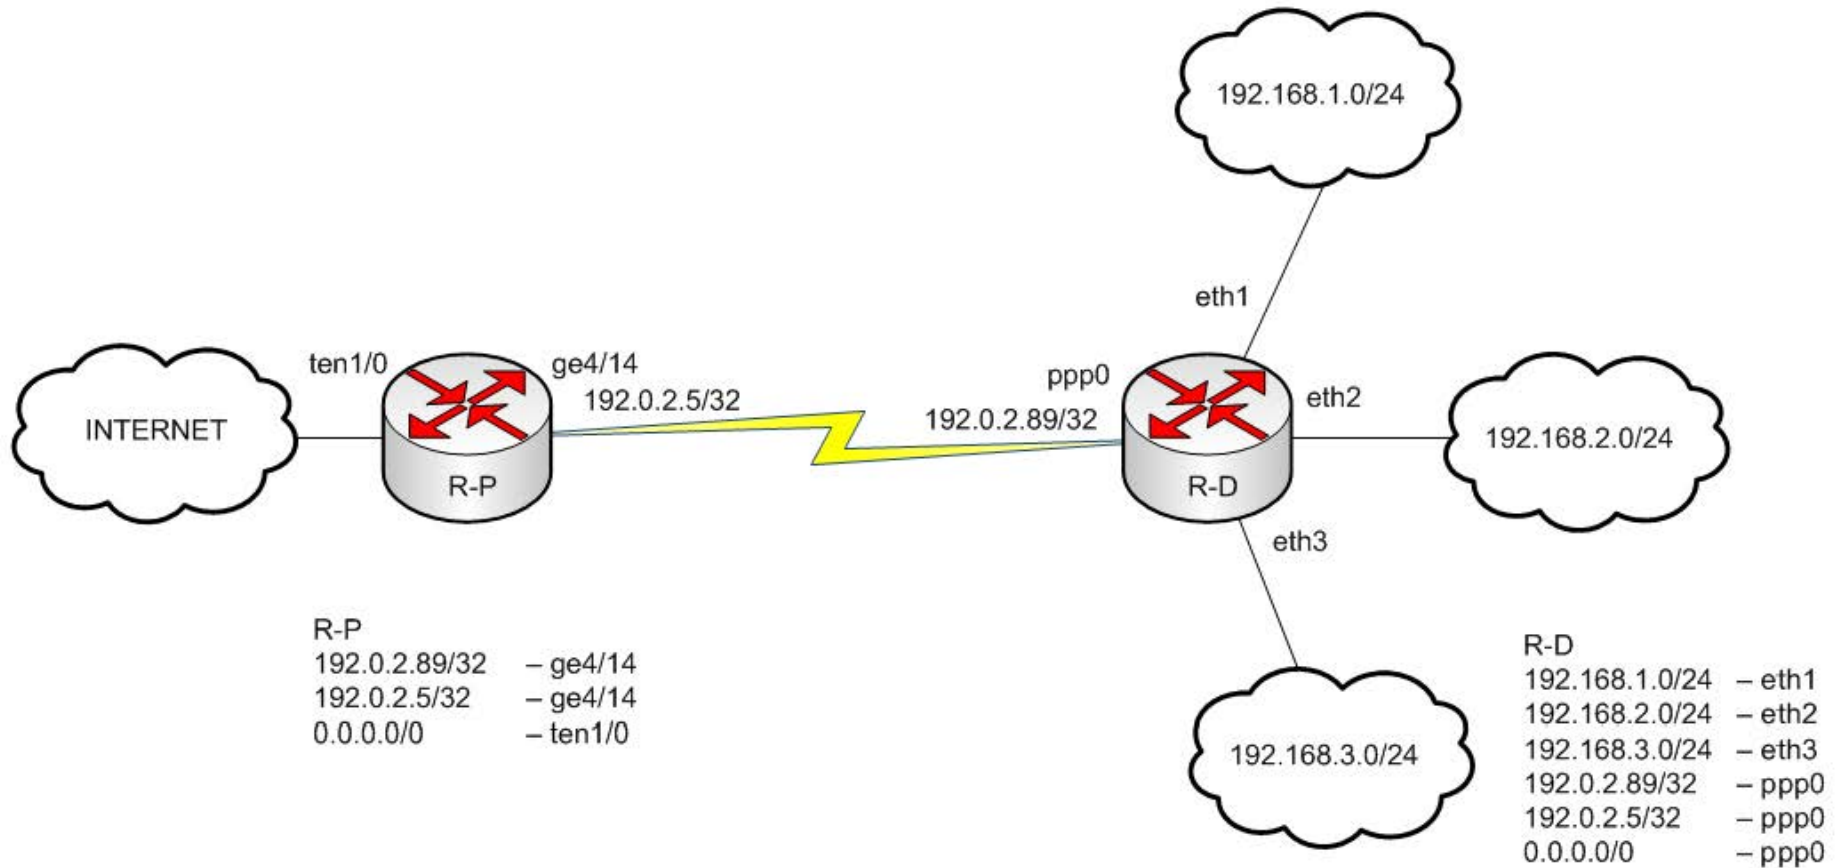 192.168.1.0/24
eth1
INTERNET
ten1/0
ge4/14
192.0.2.5/32
R-P
ppp0
192.0.2.89/32
R-D
eth2
192.168.2.0/24
eth3
192.168.3.0/24
R-P
192.0.2.89/32 – ge4/14
192.0.2.5/32 – ge4/14
0.0.0.0/0 – ten1/0
R-D
192.168.1.0/24 – eth1
192.168.2.0/24 – eth2
192.168.3.0/24 – eth3
192.0.2.89/32 – ppp0
192.0.2.5/32 – ppp0
0.0.0.0/0 – ppp0